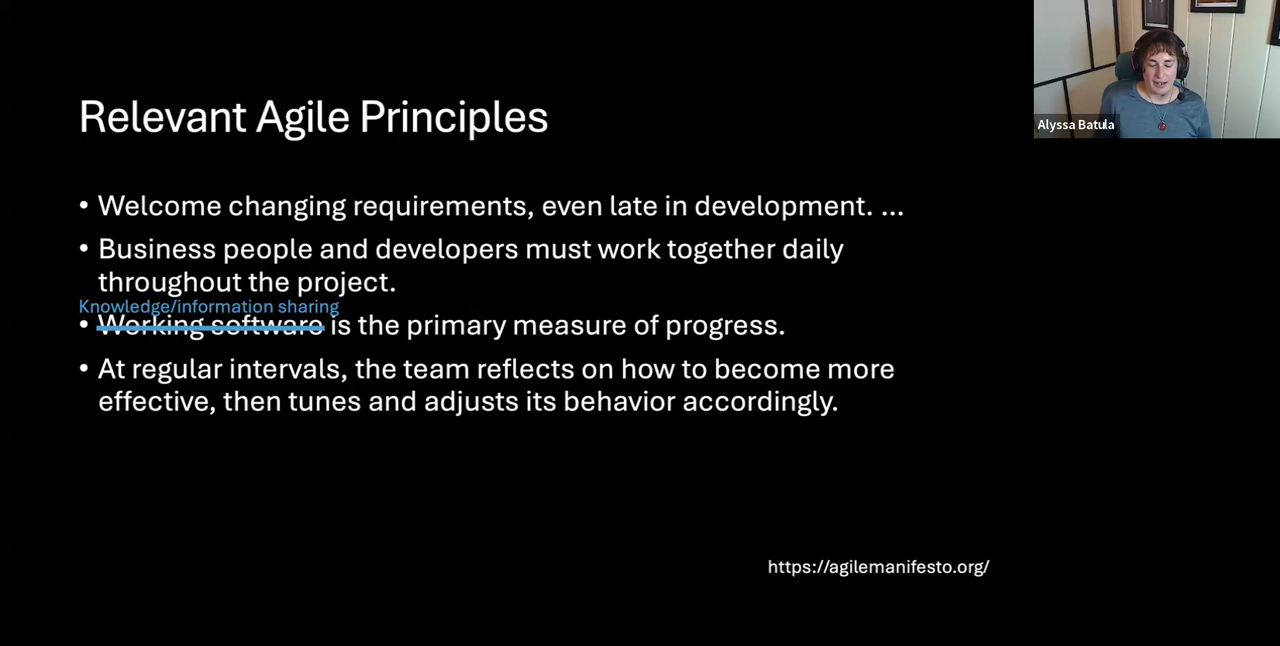 Relevant Agile Principles
Alyssa Batula
• Welcome changing requirements, even late in development. ...
• Business people and developers must work together daily
throughout the project.
Knowledge/information sharing
• Working software is the primary measure of progress.
• At regular intervals, the team reflects on how to become more
effective, then tunes and adjusts its behavior accordingly.
https://agilemanifesto.org/